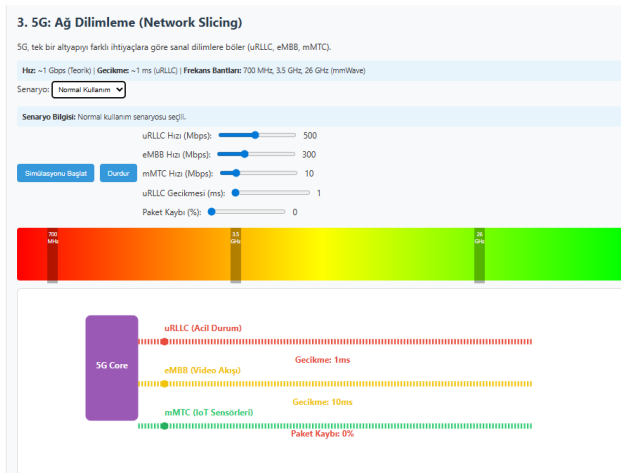 3. 5G: Ağ Dilimleme (Network Slicing)
5G, tek bir altyapıyı farklı ihtiyaçlara göre sanal dilimlere böler (uRLLC, eMBB, mMTC).
Hız: ~1 Gbps (Teorik) | Gecikme: ~1 ms (uRLLC) | Frekans Bantları: 700 MHz, 3.5 GHz, 26 GHz (mmWave)
Senaryo: Normal Kullanım
Senaryo Bilgisi: Normal kullanım senaryosu seçili.
uRLLC Hızı (Mbps): 500
eMBB Hızı (Mbps): 300
Simülasyonu Başlat Durdur mMTC Hızı (Mbps): 10
uRLLC Gecikmesi (ms): 1
Paket Kaybı (%): 0
700 MHz
3.5 GHz
26 GHz
5G Core
uRLLC (Acil Durum)
Gecikme: 1ms
eMBB (Video Akışı)
Gecikme: 10ms
mMTC (IoT Sensörleri)
Paket Kaybı: 0%